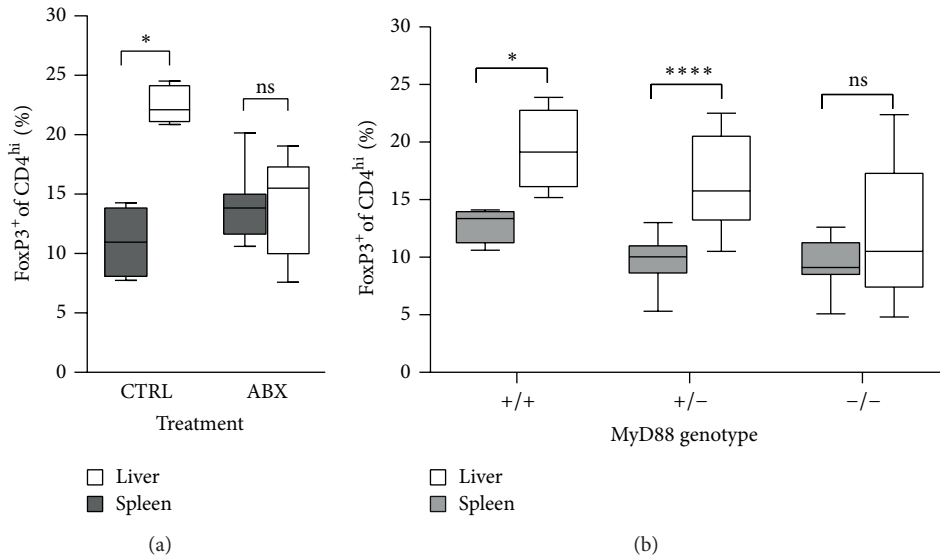 FoxP3⁺ of CD4ʰⁱ (%)
30
25
20
15
10
5
0
*
ns
CTRL
ABX
Treatment
Liver
Spleen
(a)
FoxP3⁺ of CD4ʰⁱ (%)
30
25
20
15
10
5
0
*
****
ns
+/+
+/−
−/−
MyD88 genotype
Liver
Spleen
(b)